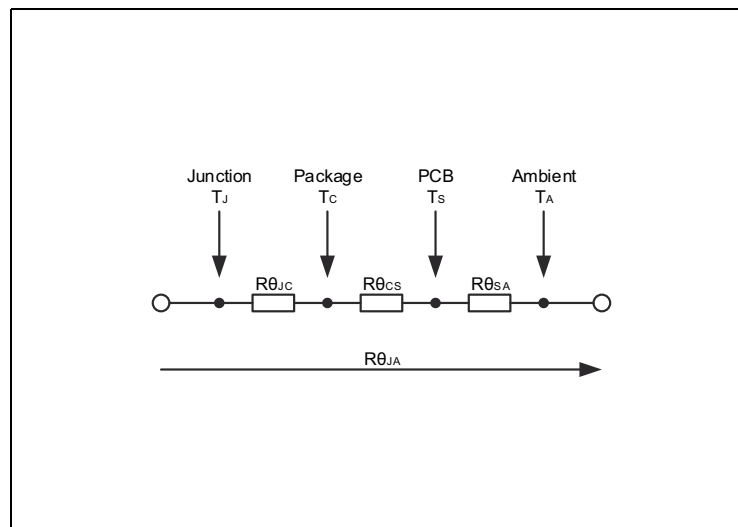 Junction Package PCB Ambient
TJ TC TS TA
RθJC RθCS RθSA
RθJA